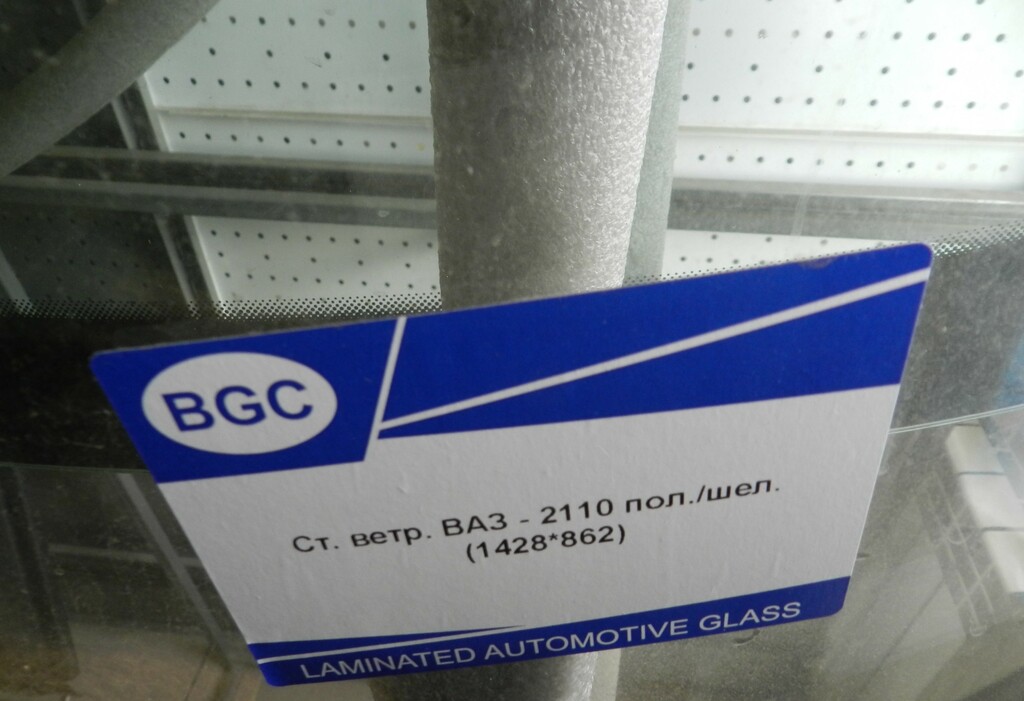 BGC
Ст. ветр. ВАЗ - 2110 пол./шел.
(1428*862)
LAMINATED AUTOMOTIVE GLASS